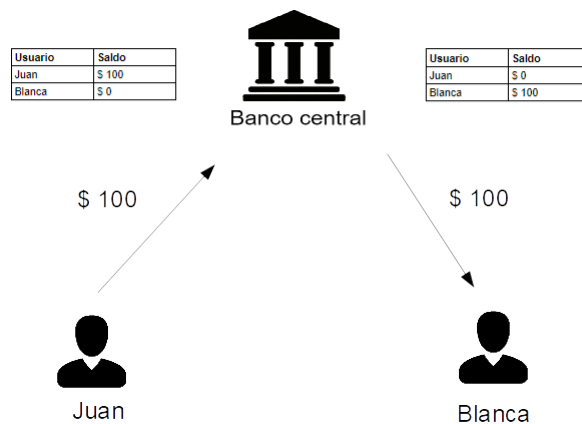 Usuario Saldo
Juan $ 100
Blanca $ 0
Usuario Saldo
Juan $ 0
Blanca $ 100
Banco central
$ 100
$ 100
Juan
Blanca